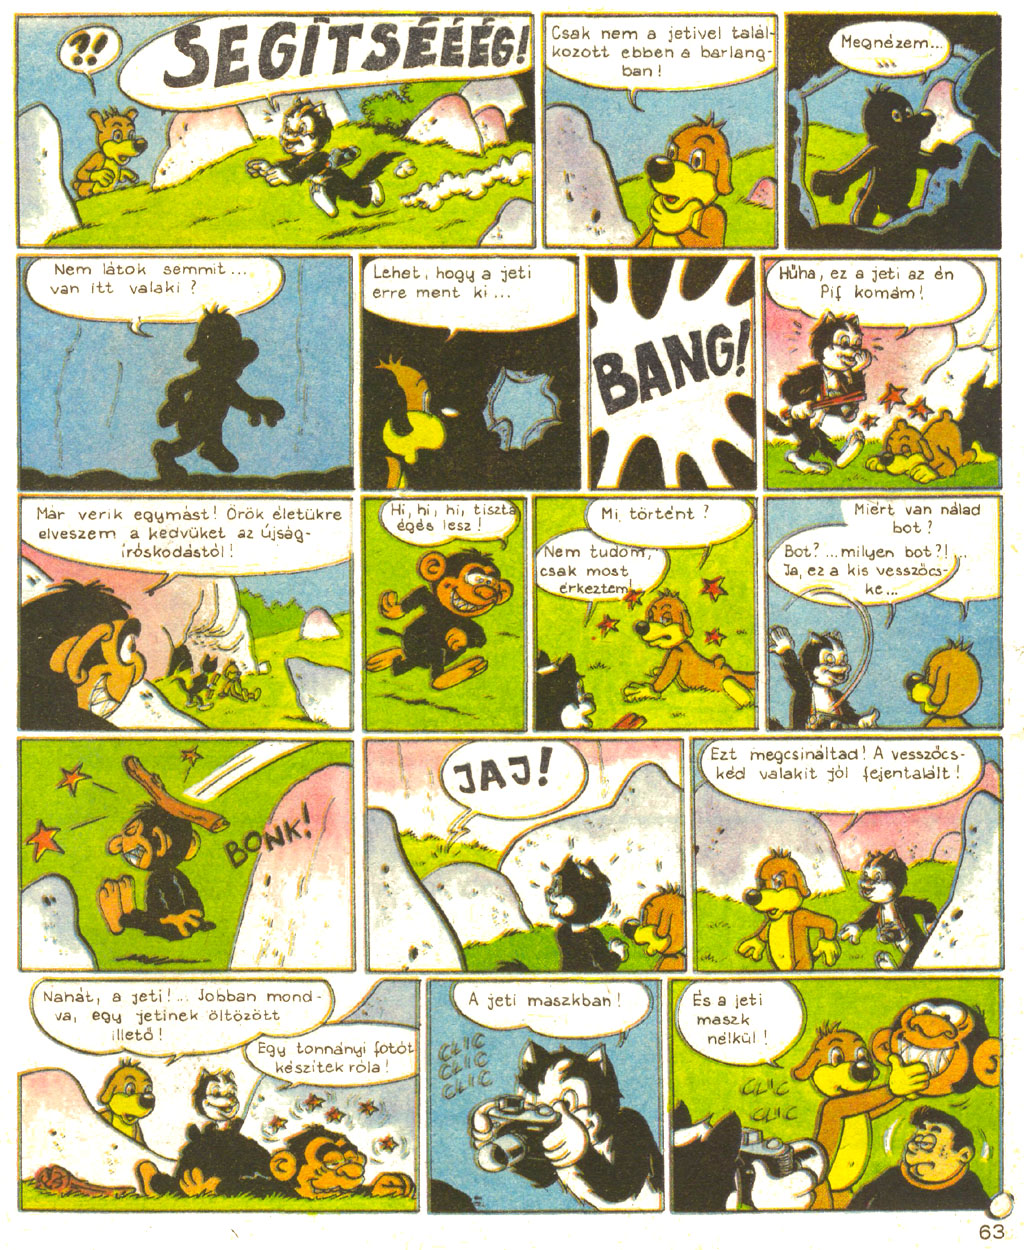 ?!
SEGÍTSÉÉÉG!
Csak nem a jetivel talál-
kozott ebben a barlang-
ban!
Megnézem...
Nem látok semmit...
van itt valaki?
Lehet, hogy a jeti
erre ment ki...
BANG!
Hűha, ez a jeti az én
Pif komám!
Már verik egymást! Örök életükre
elveszem a kedvüket az újság-
íróskodástól!
Hi, hi, hi, tiszta
égés lesz!
Mi történt?
Nem tudom,
csak most
érkeztem!
Miért van nálad
bot?
Bot?...milyen bot?!...
Ja, ez a kis vesszőcs-
ke...
BONK!
JAJ!
Ezt megcsináltad! A vesszőcs-
kéd valakit jól fejentalált!
Nahát, a jeti!... Jobban mond-
va, egy jetinek öltözött
illető!
Egy tonnányi fotót
készítek róla!
A jeti maszkban!
CLIC
CLIC
CLIC
És a jeti
maszk
nélkül!
CLIC
CLIC
63